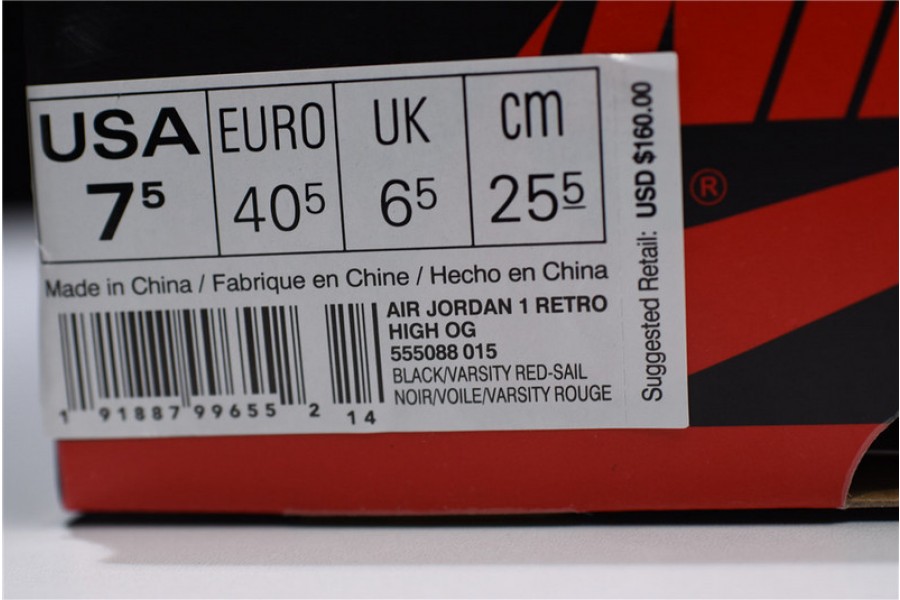 USA EURO UK cm
7⁵ 40⁵ 6⁵ 25⁵
Made in China / Fabrique en Chine / Hecho en China
AIR JORDAN 1 RETRO
HIGH OG
555088 015
BLACK/VARSITY RED-SAIL
NOIR/VOILE/VARSITY ROUGE
1 91887 99655 2 14
Suggested Retail: USD $160.00
®